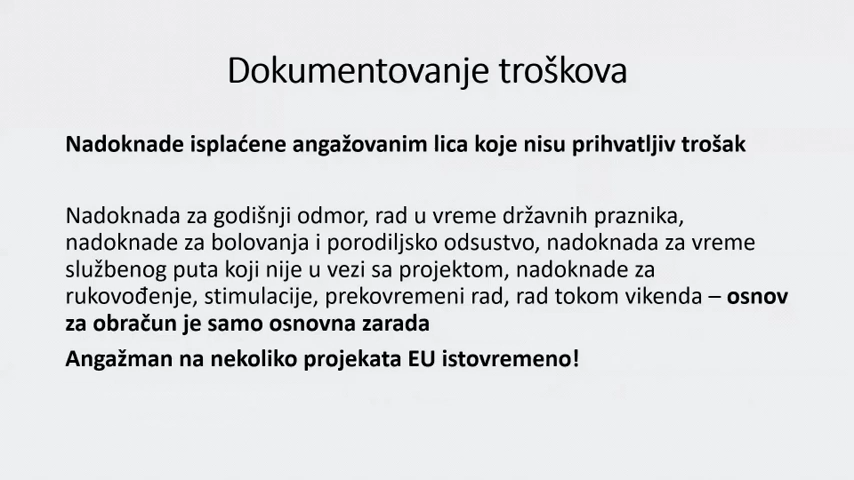 Dokumentovanje troškova
Nadoknade isplaćene angažovanim lica koje nisu prihvatljiv trošak
Nadoknada za godišnji odmor, rad u vreme državnih praznika,
nadoknade za bolovanja i porodiljsko odsustvo, nadoknada za vreme
službenog puta koji nije u vezi sa projektom, nadoknade za
rukovođenje, stimulacije, prekovremeni rad, rad tokom vikenda – osnov
za obračun je samo osnovna zarada
Angažman na nekoliko projekata EU istovremeno!